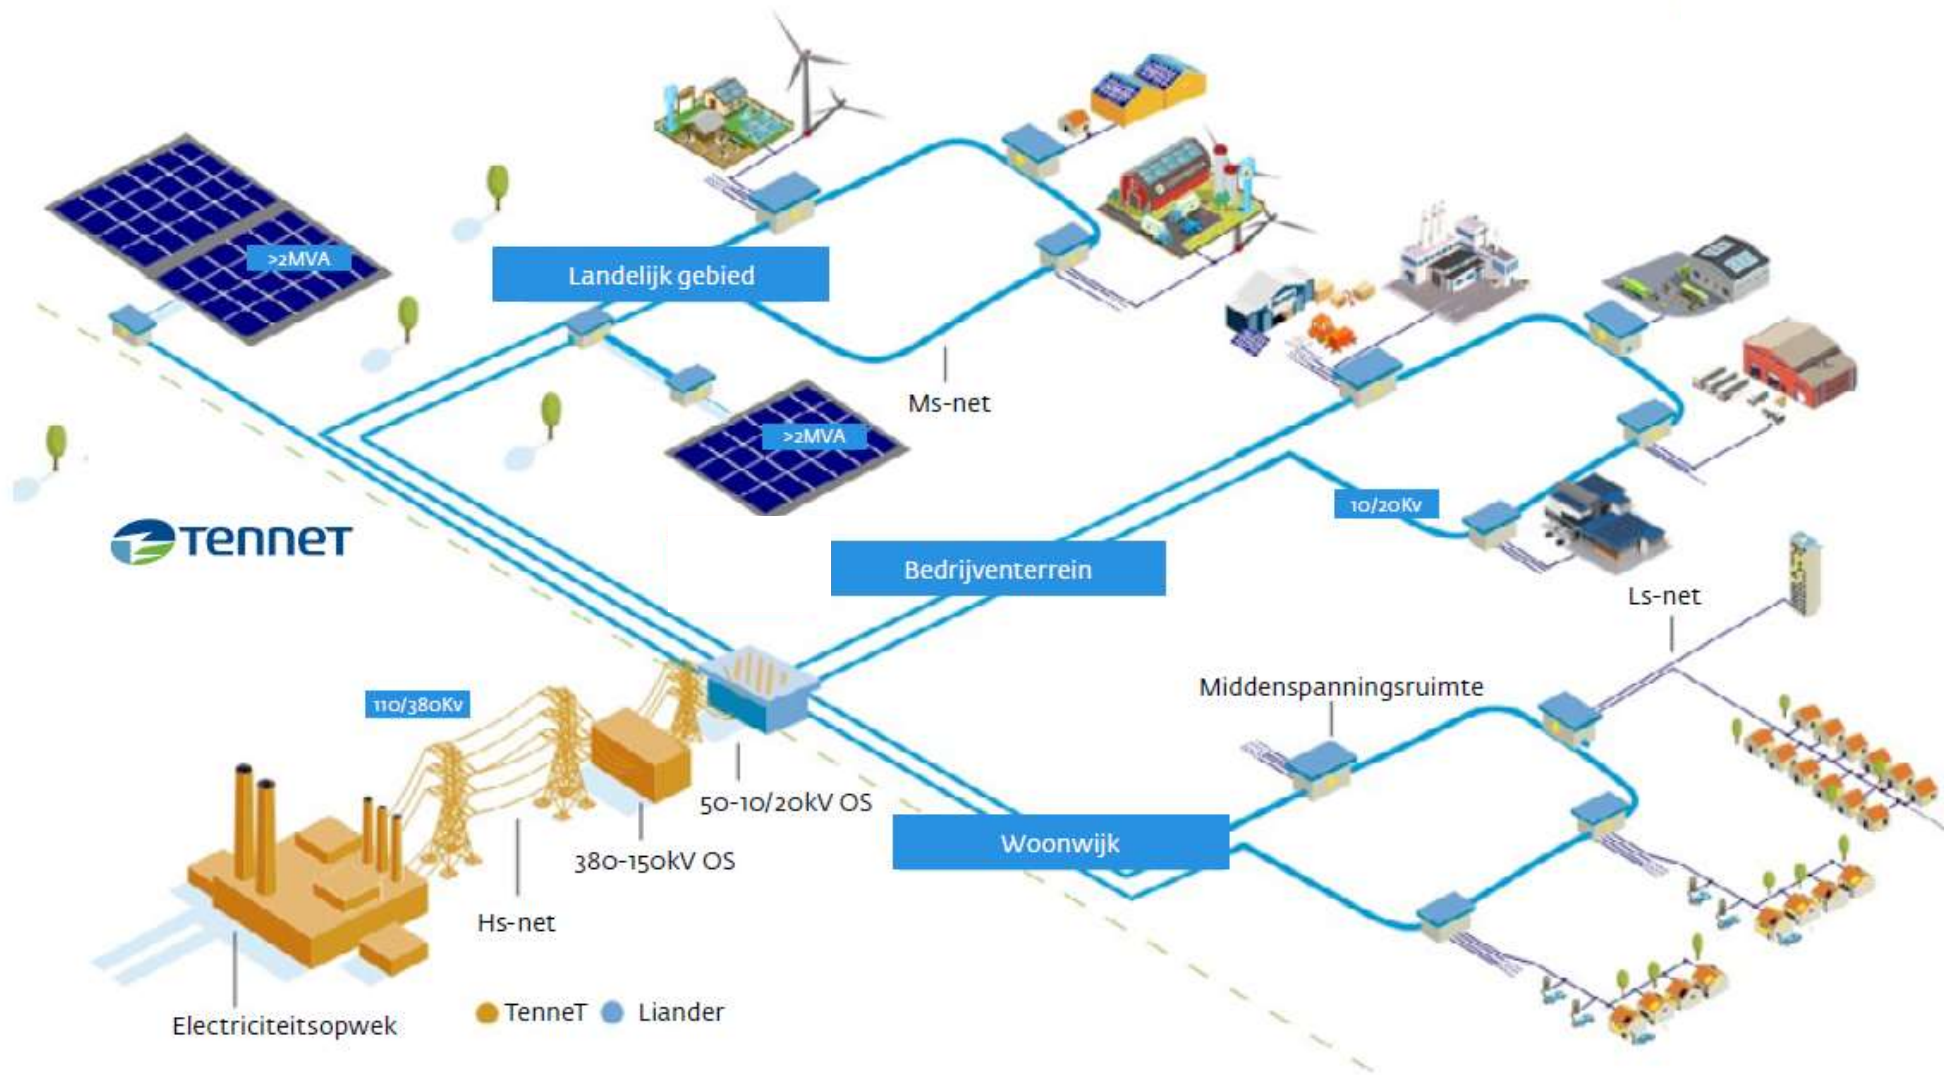 >2MVA
Landelijk gebied
Ms-net
>2MVA
10/20Kv
TenneT
Bedrijventerrein
Ls-net
Middenspanningsruimte
110/380Kv
50-10/20kV OS
380-150kV OS
Woonwijk
Hs-net
Electriciteitsopwek
TenneT
Liander